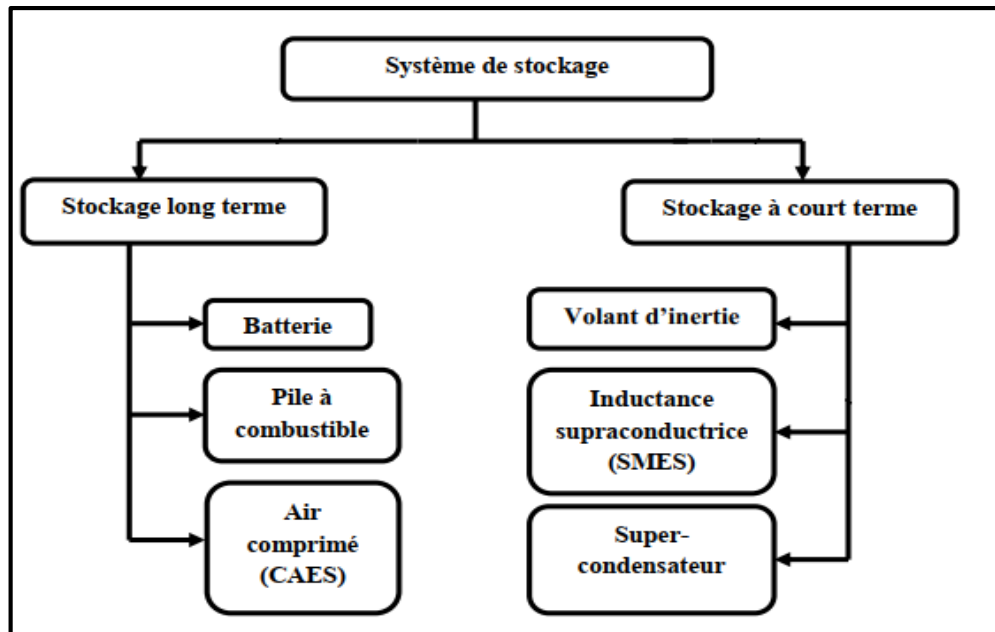 Système de stockage
Stockage long terme
Stockage à court terme
Batterie
Pile à
combustible
Air
comprimé
(CAES)
Volant d’inertie
Inductance
supraconductrice
(SMES)
Super-
condensateur